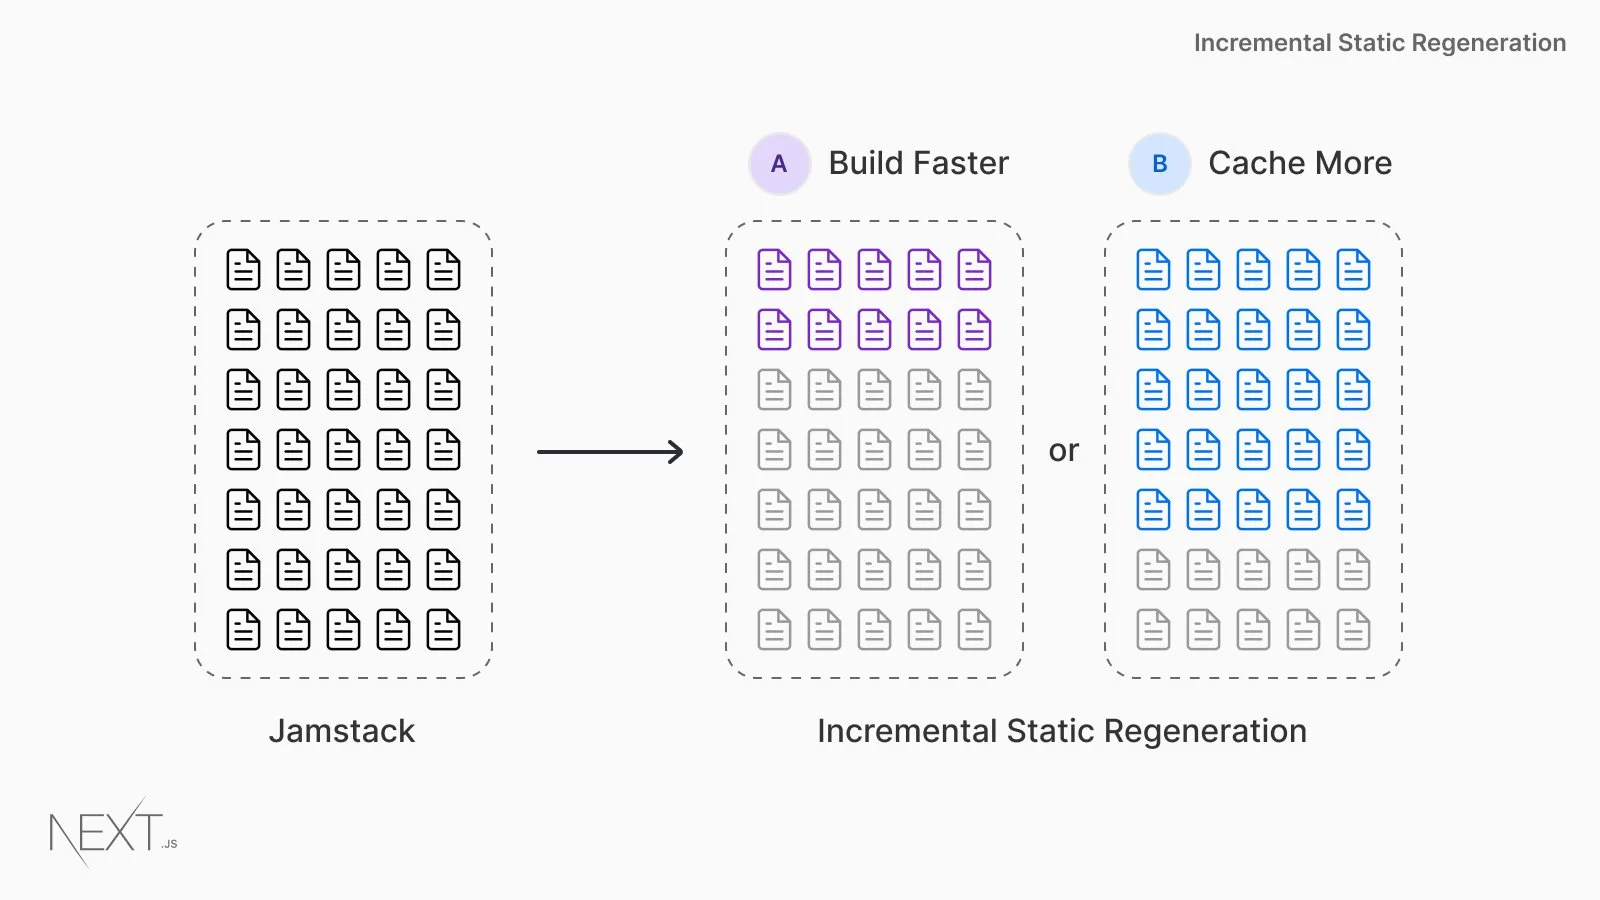 Incremental Static Regeneration
A Build Faster
B Cache More
or
Jamstack
Incremental Static Regeneration
NEXT.JS